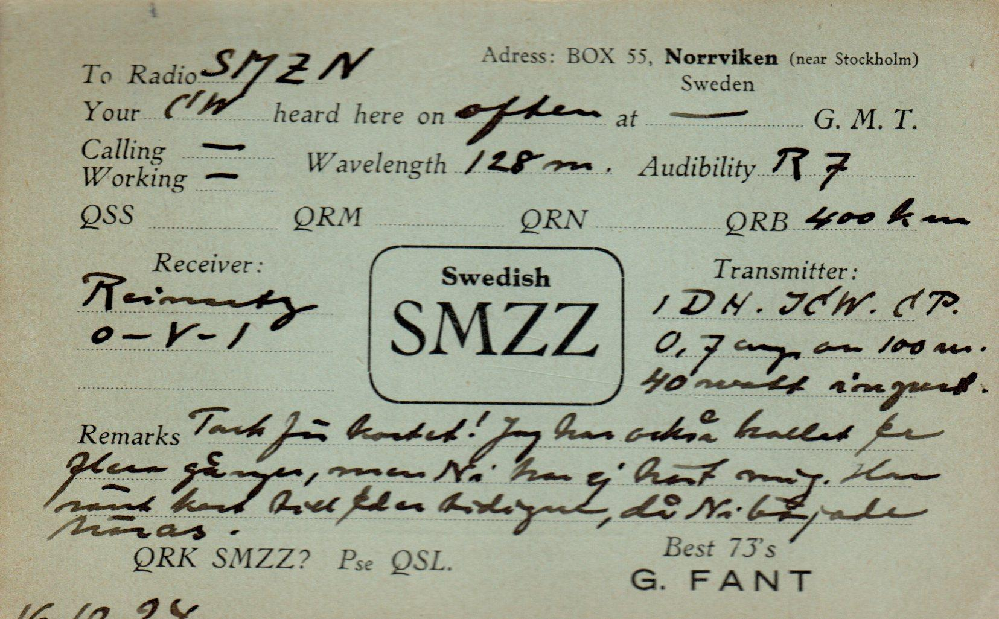 To Radio SMZN
Adress: BOX 55, Norrviken (near Stockholm)
Sweden
Your CW heard here on often at — G. M. T.
Calling —
Working —
Wavelength 128 m. Audibility R 7
QSS QRM QRN QRB 400 km
Receiver:
Reinartz
0-V-1
Swedish
SMZZ
Transmitter:
1 DH. ICW. CP.
0,7 amp. on 100 m.
40 watt input.
Remarks Tack för kortet! Jag har också kallat Er
flera gånger, men Ni har ej hört mig. Har
sänt kort till Eder tidigare, då Ni började
höras.
QRK SMZZ? Pse QSL.
Best 73's
G. FANT
16.10.24